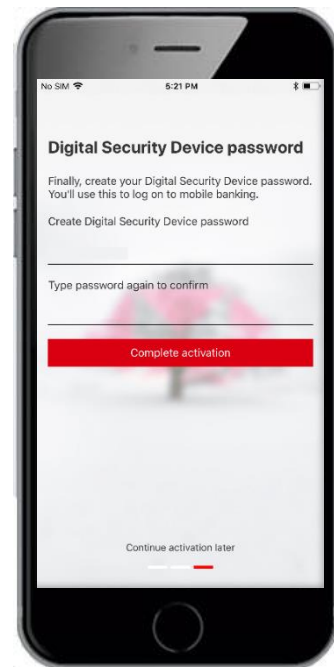 No SIM 5:21 PM
Digital Security Device password
Finally, create your Digital Security Device password.
You'll use this to log on to mobile banking.
Create Digital Security Device password
Type password again to confirm
Complete activation
Continue activation later